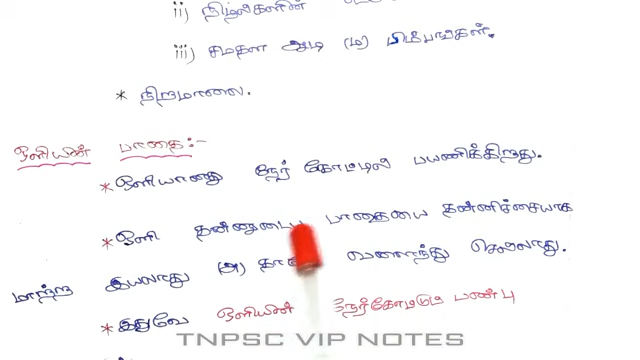 ii) நிழல்களின்
iii) சமதள ஆடி (ம) பிம்பங்கள்.
* நிறமாலை.
ஒளியின் பாதை:-
* ஒளியானது நேர் கோட்டில் பயணிக்கிறது.
* ஒளி தன்னுடைய பாதையை தன்னிச்சையாக
மாற்ற இயலாது (அ) வளைந்து செல்லாது.
* இதுவே ஒளியின் நேர்கோட்டு பண்பு
TNPSC VIP NOTES